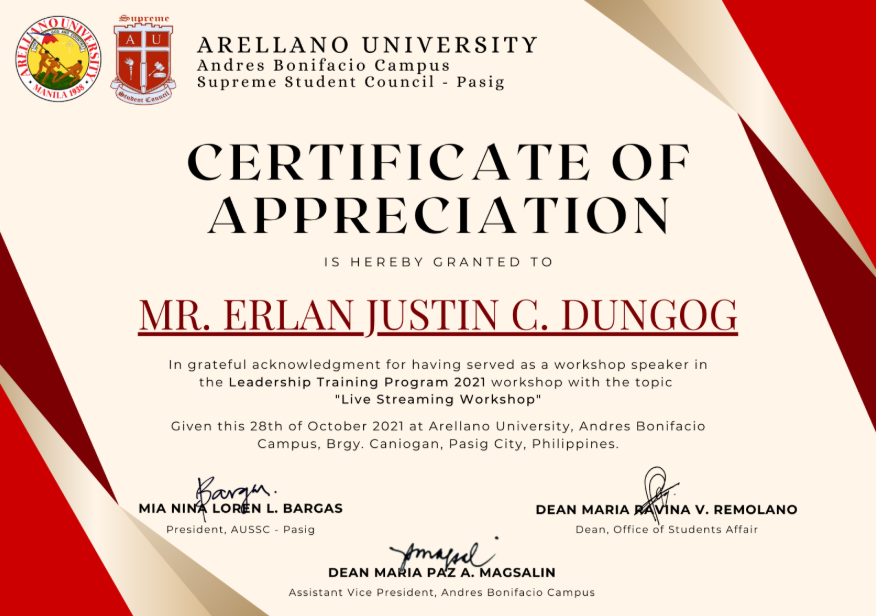 ARELLANO UNIVERSITY
MANILA 1938
Supreme
A U
Student Council
ARELLANO UNIVERSITY
Andres Bonifacio Campus
Supreme Student Council - Pasig
CERTIFICATE OF
APPRECIATION
IS HEREBY GRANTED TO
MR. ERLAN JUSTIN C. DUNGOG
In grateful acknowledgment for having served as a workshop speaker in
the Leadership Training Program 2021 workshop with the topic
"Live Streaming Workshop"
Given this 28th of October 2021 at Arellano University, Andres Bonifacio
Campus, Brgy. Caniogan, Pasig City, Philippines.
MIA NINA LOREN L. BARGAS
President, AUSSC - Pasig
DEAN MARIA RAVINA V. REMOLANO
Dean, Office of Students Affair
DEAN MARIA PAZ A. MAGSALIN
Assistant Vice President, Andres Bonifacio Campus